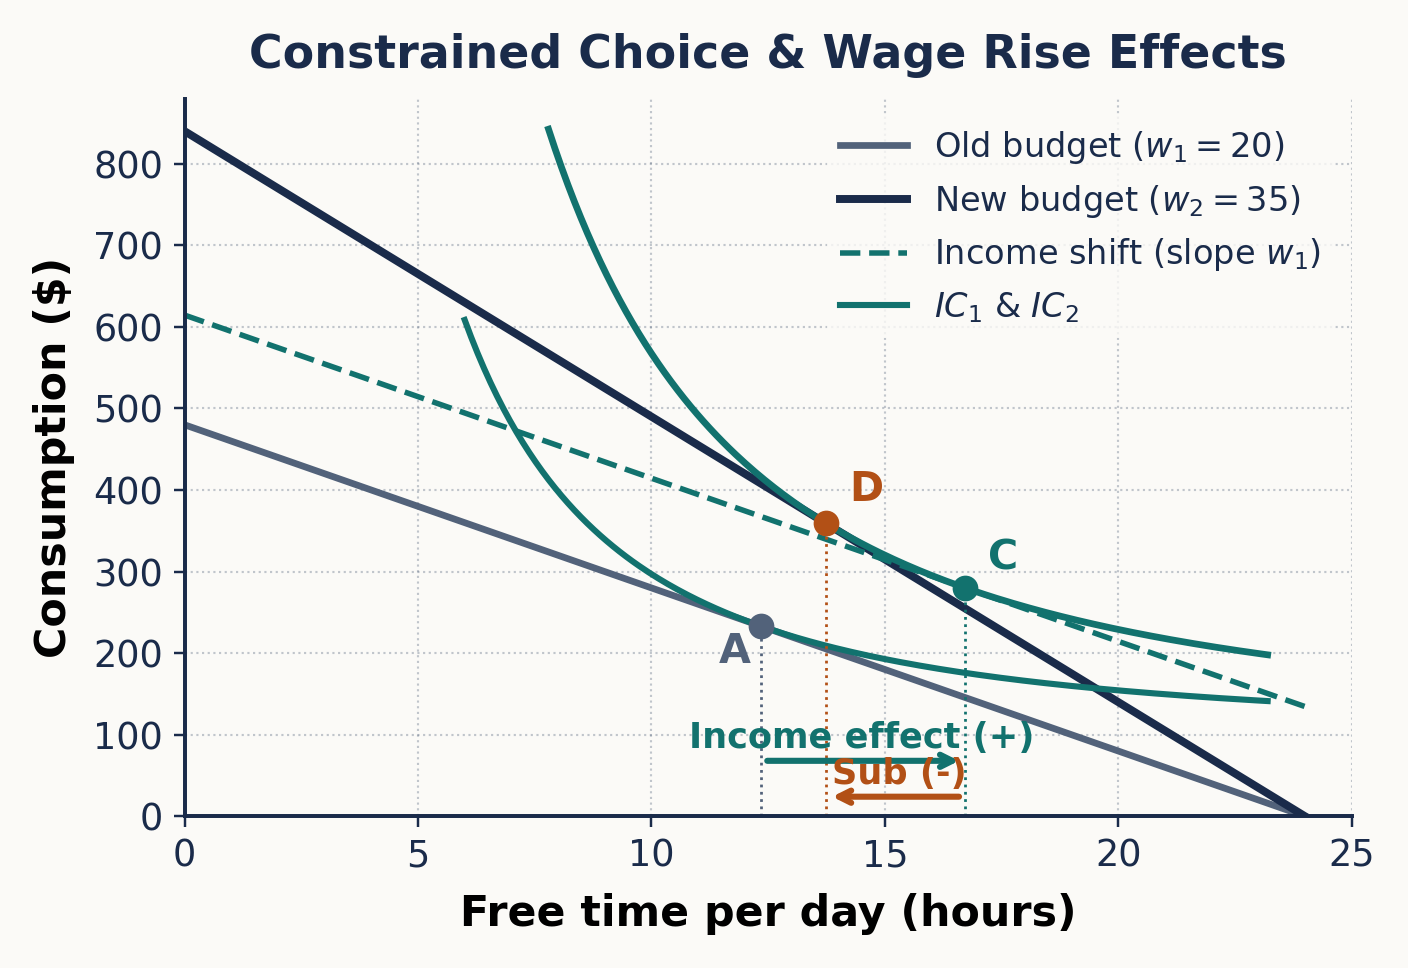 Constrained Choice & Wage Rise Effects
Consumption ($)
800
700
600
500
400
300
200
100
0
Old budget (w₁ = 20)
New budget (w₂ = 35)
Income shift (slope w₁)
IC₁ & IC₂
D
C
A
Income effect (+)
Sub (-)
0 5 10 15 20 25
Free time per day (hours)